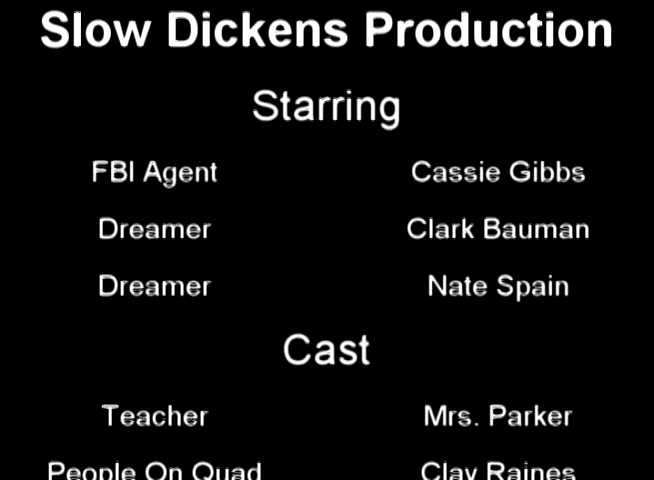 Slow Dickens Production
Starring
FBI Agent Cassie Gibbs
Dreamer Clark Bauman
Dreamer Nate Spain
Cast
Teacher Mrs. Parker
People On Quad Clay Raines